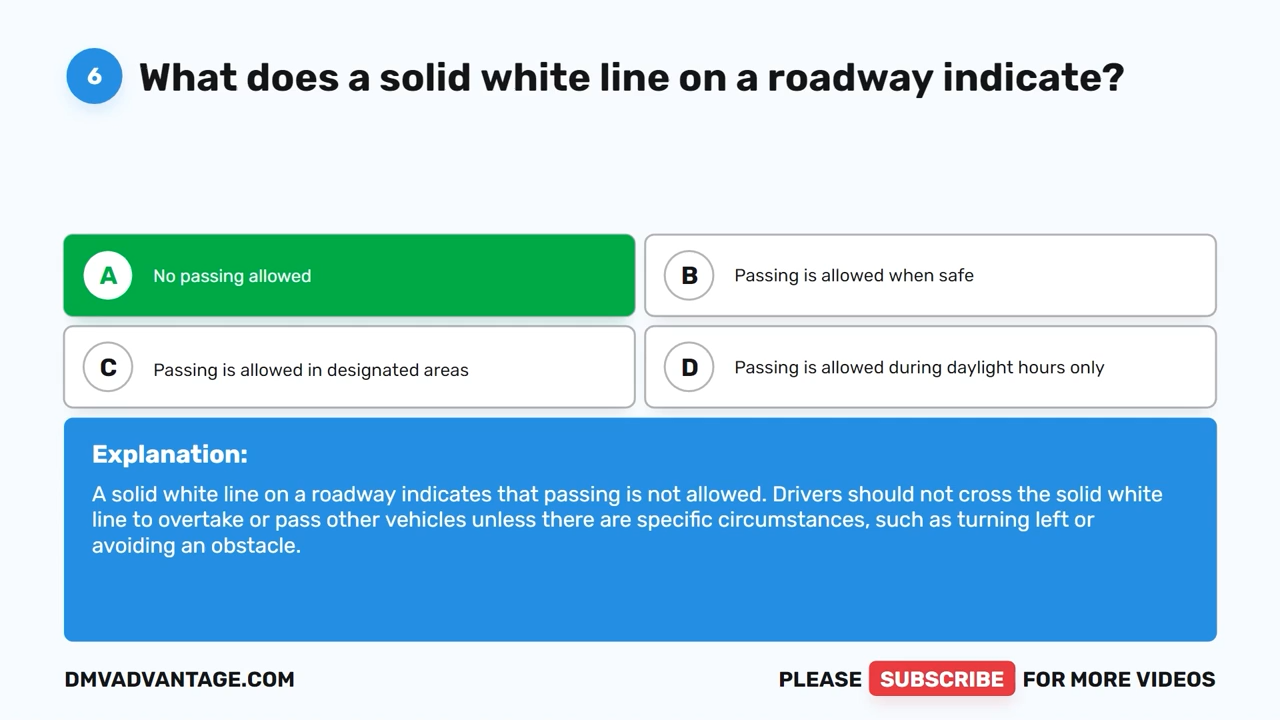 6 What does a solid white line on a roadway indicate?
A No passing allowed
B Passing is allowed when safe
C Passing is allowed in designated areas
D Passing is allowed during daylight hours only
Explanation:
A solid white line on a roadway indicates that passing is not allowed. Drivers should not cross the solid white
line to overtake or pass other vehicles unless there are specific circumstances, such as turning left or
avoiding an obstacle.
DMVADVANTAGE.COM
PLEASE SUBSCRIBE FOR MORE VIDEOS